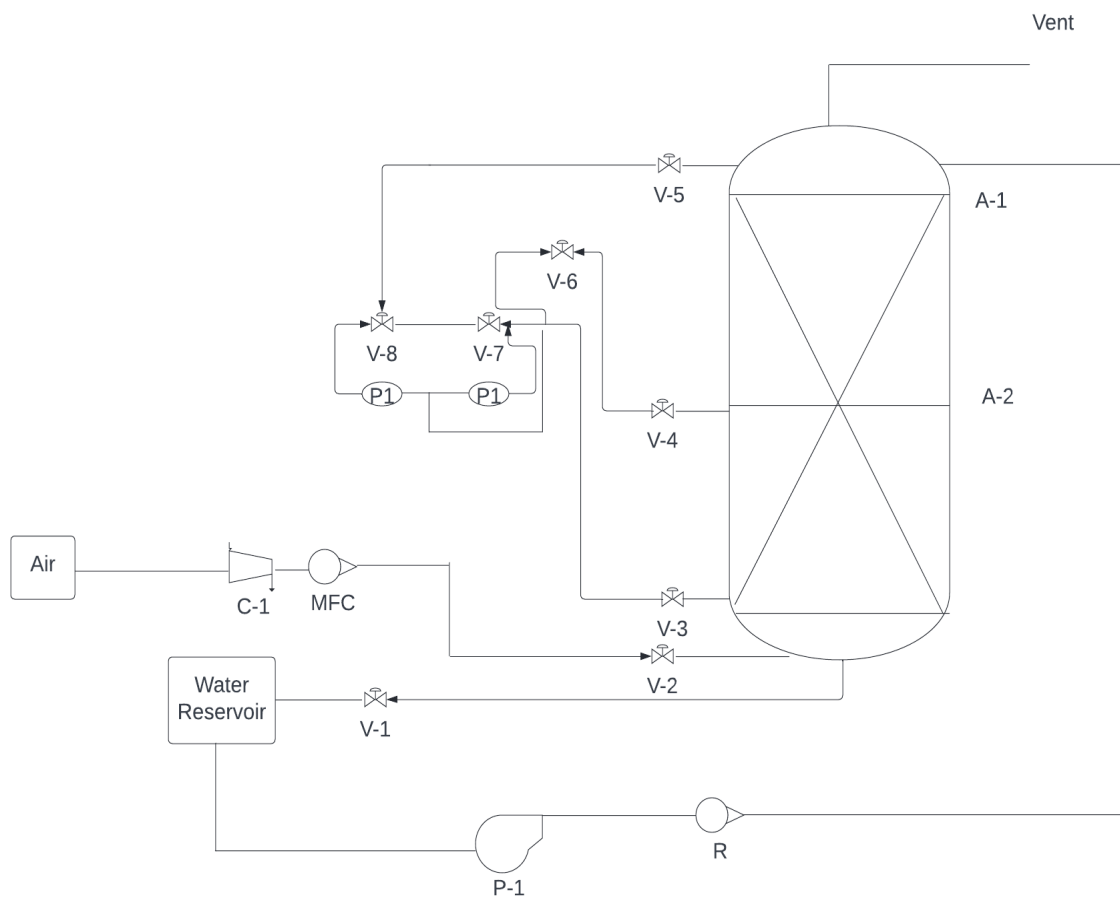 Vent
V-5
A-1
V-6
V-8
V-7
P1
P1
A-2
V-4
Air
C-1
MFC
V-3
Water
Reservoir
V-2
V-1
R
P-1